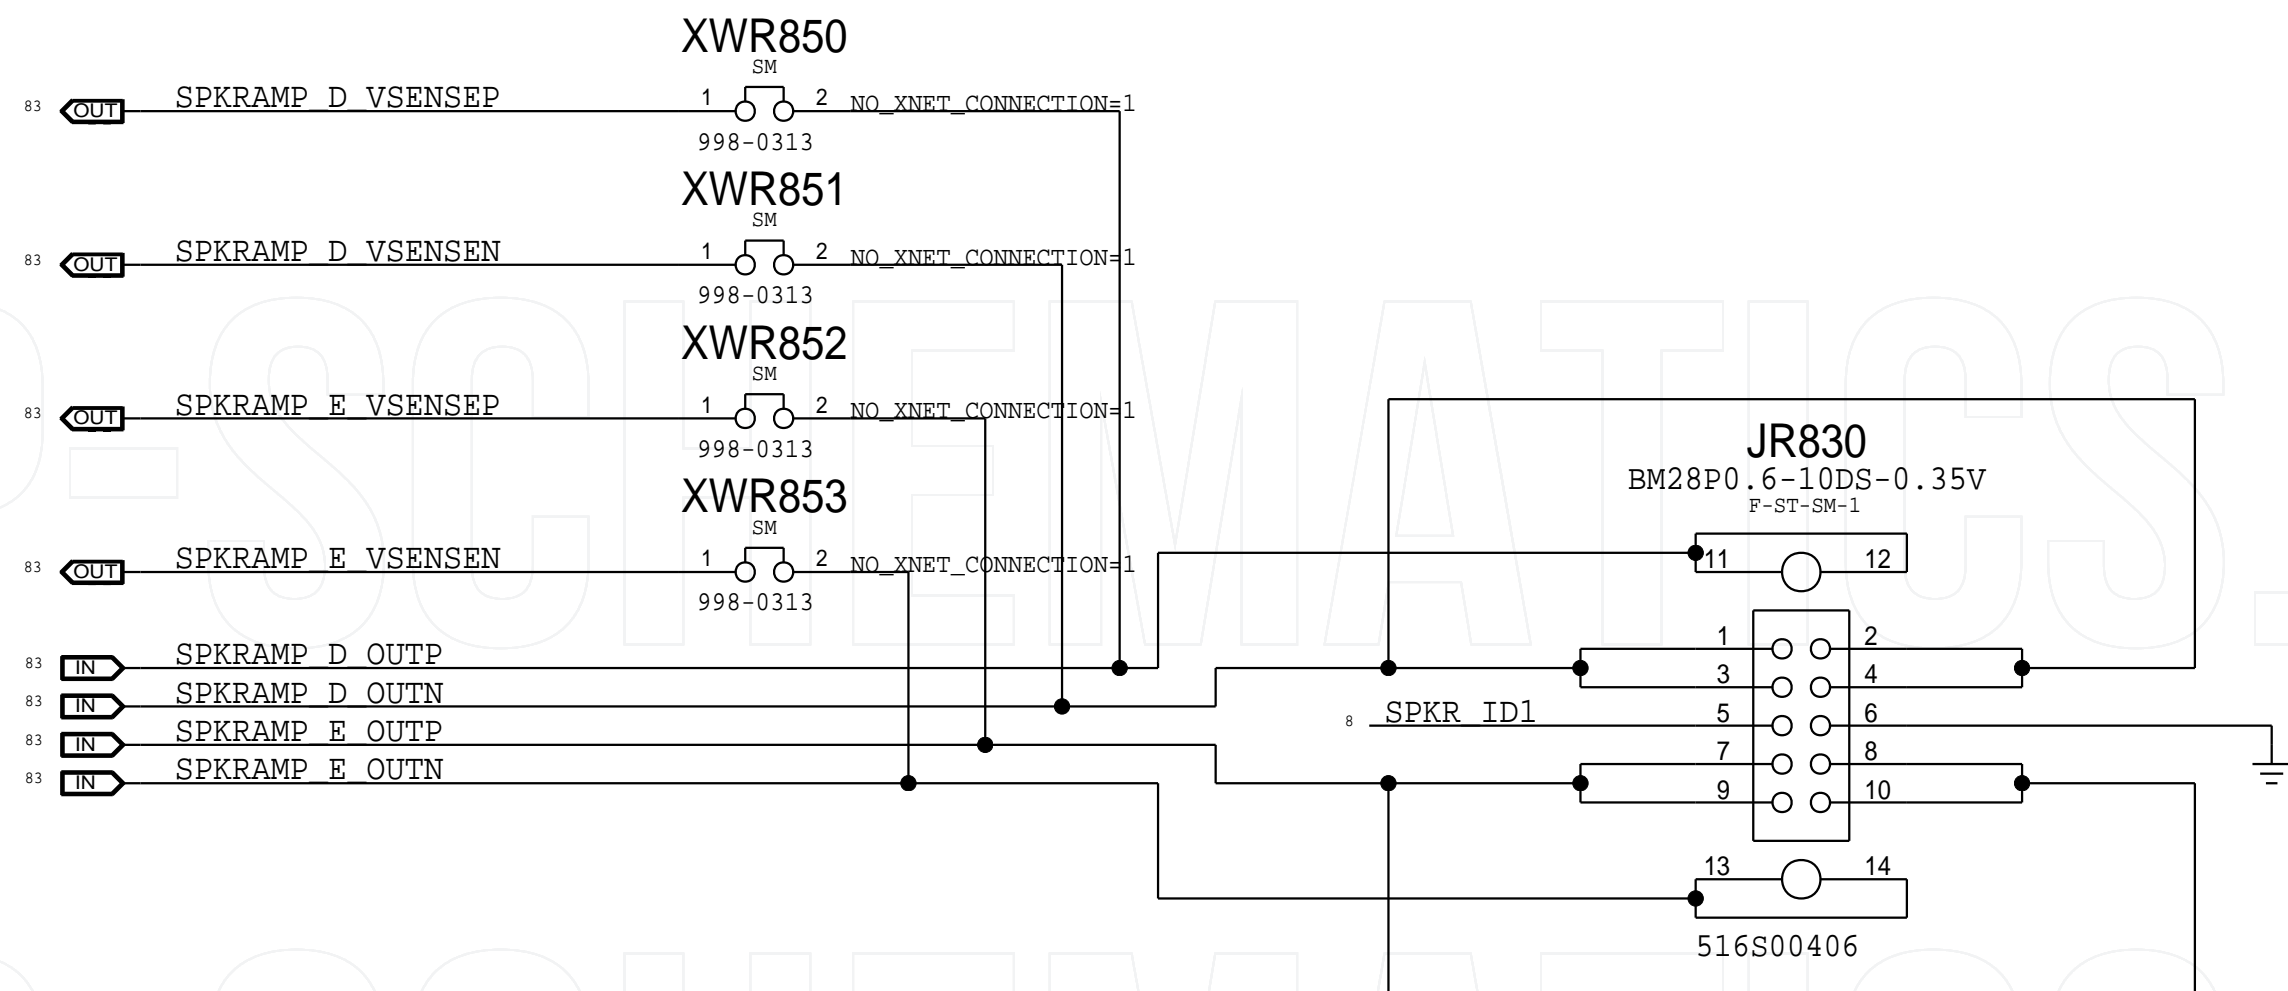 XWR850
SM
83 OUT SPKRAMP_D_VSENSEP 1 2 NO_XNET_CONNECTION=1
998-0313
XWR851
SM
83 OUT SPKRAMP_D_VSENSEN 1 2 NO_XNET_CONNECTION=1
998-0313
XWR852
SM
83 OUT SPKRAMP_E_VSENSEP 1 2 NO_XNET_CONNECTION=1
998-0313
XWR853
SM
83 OUT SPKRAMP_E_VSENSEN 1 2 NO_XNET_CONNECTION=1
998-0313
83 IN SPKRAMP_D_OUTP
83 IN SPKRAMP_D_OUTN
83 IN SPKRAMP_E_OUTP
83 IN SPKRAMP_E_OUTN
JR830
BM28P0.6-10DS-0.35V
F-ST-SM-1
11 12
1 2
3 4
8 SPKR_ID1 5 6
7 8
9 10
13 14
516S00406
-SCHEMATICS.